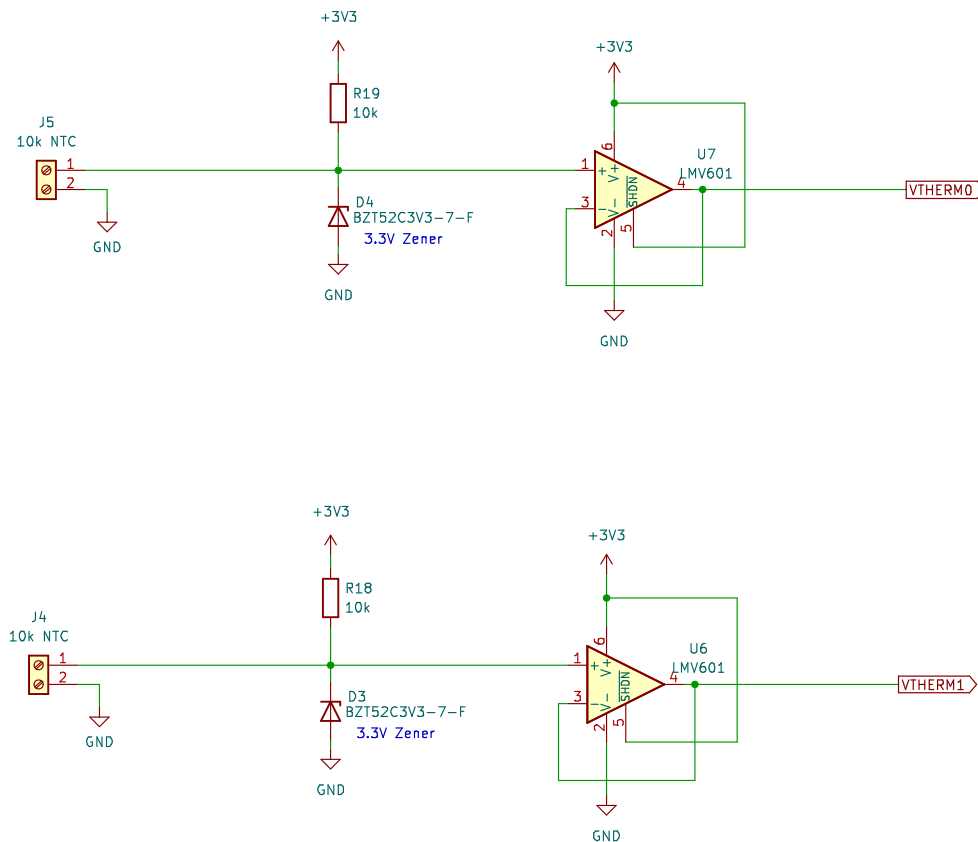 +3V3
+3V3
R19
10k
J5
10k NTC
1
2
GND
D4
BZT52C3V3-7-F
3.3V Zener
GND
U7
LMV601
1
3
6
4
2
5
+
-
V+
V-
SHDN
GND
VTHERM0
+3V3
+3V3
R18
10k
J4
10k NTC
1
2
GND
D3
BZT52C3V3-7-F
3.3V Zener
GND
U6
LMV601
1
3
6
4
2
5
+
-
V+
V-
SHDN
GND
VTHERM1